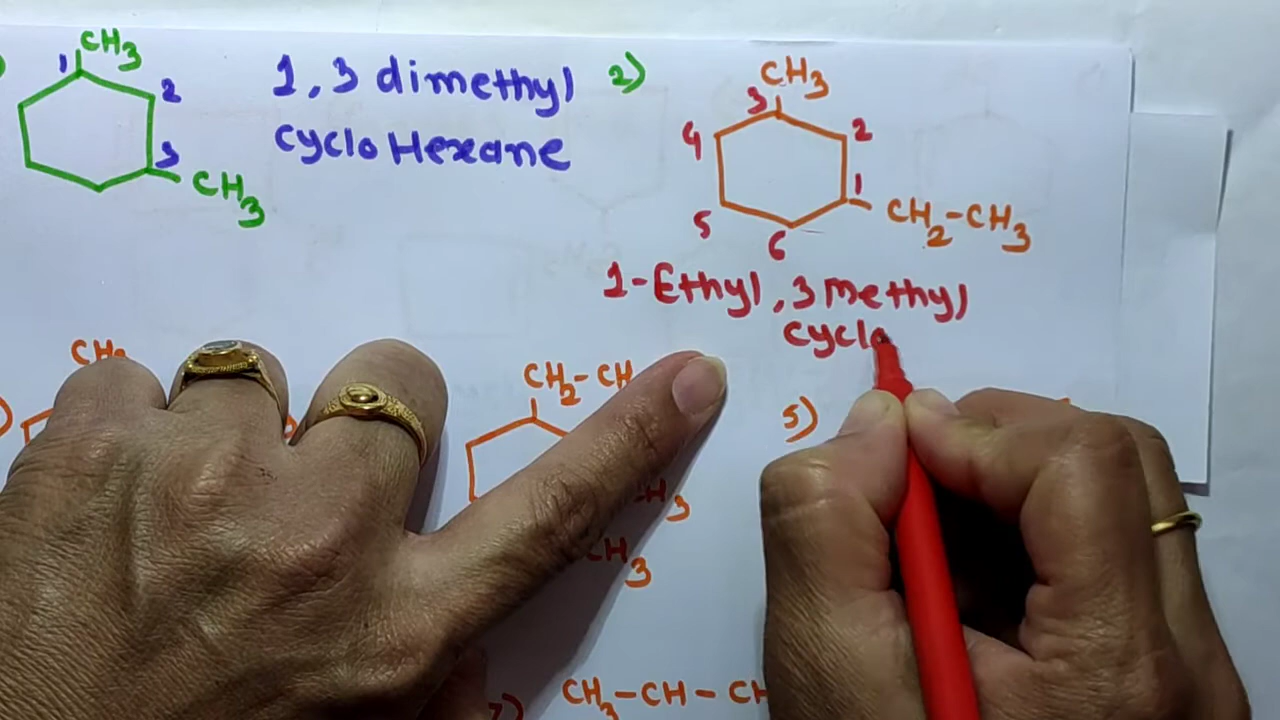 CH3
1
2
3
CH3
1,3 dimethyl
cyclo Hexane
2)
CH3
3
4
2
1
5
6
CH2-CH3
1-Ethyl, 3 methyl
cyclo
CH2-CH
CH3
5)
CH3-CH-CH